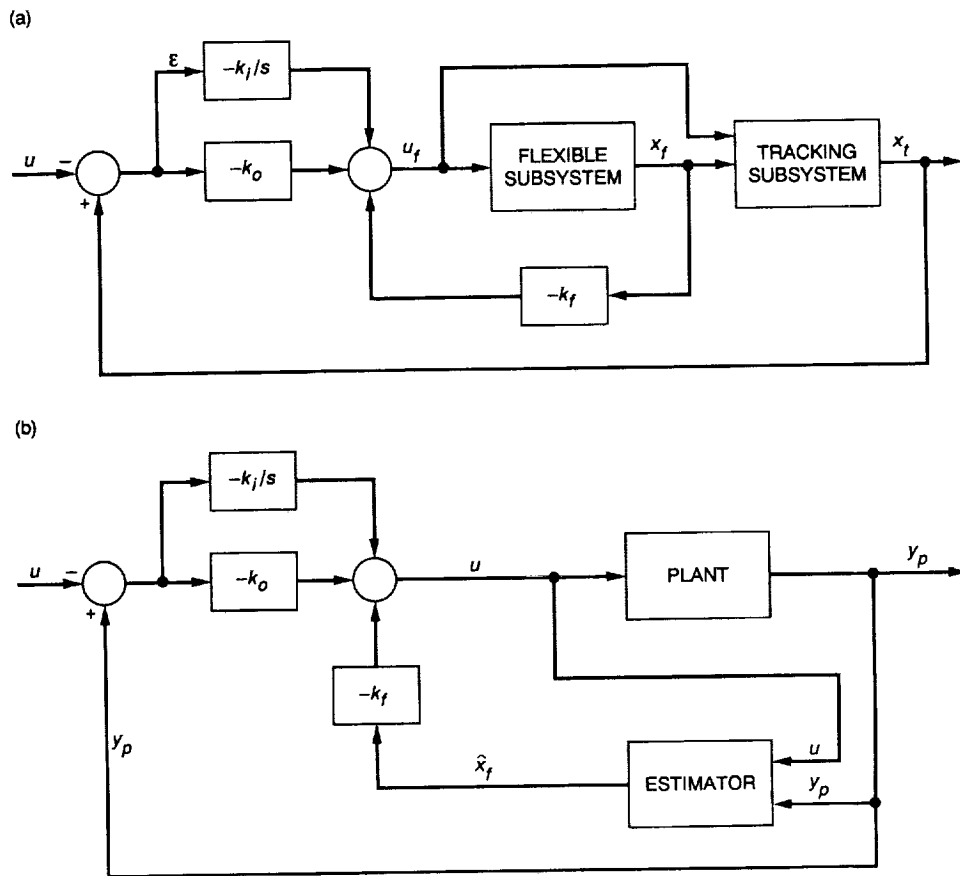 (a)
ε
−k_i/s
u
−
+
−k_o
u_f
FLEXIBLE
SUBSYSTEM
x_f
TRACKING
SUBSYSTEM
x_t
−k_f
(b)
−k_i/s
u
−
+
−k_o
u
PLANT
y_p
−k_f
y_p
x̂_f
ESTIMATOR
u
y_p